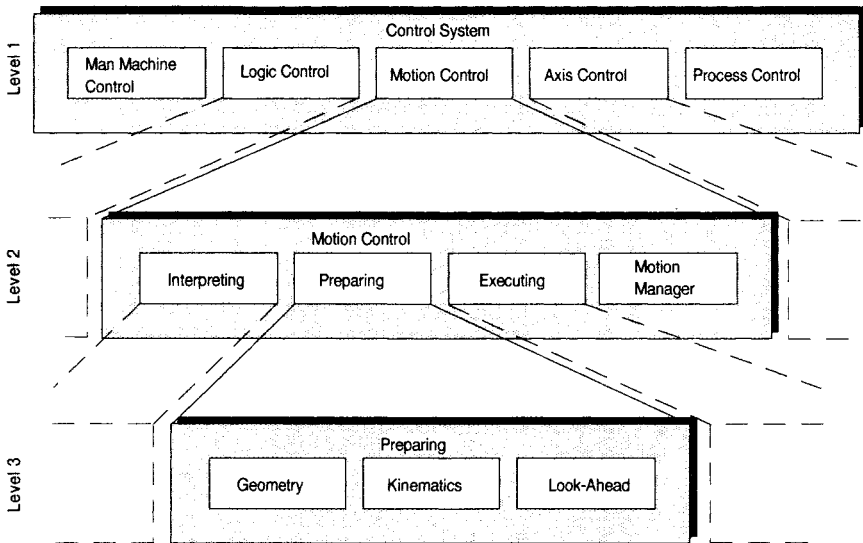 Level 1
Control System
Man Machine
Control
Logic Control
Motion Control
Axis Control
Process Control
Level 2
Motion Control
Interpreting
Preparing
Executing
Motion
Manager
Level 3
Preparing
Geometry
Kinematics
Look-Ahead